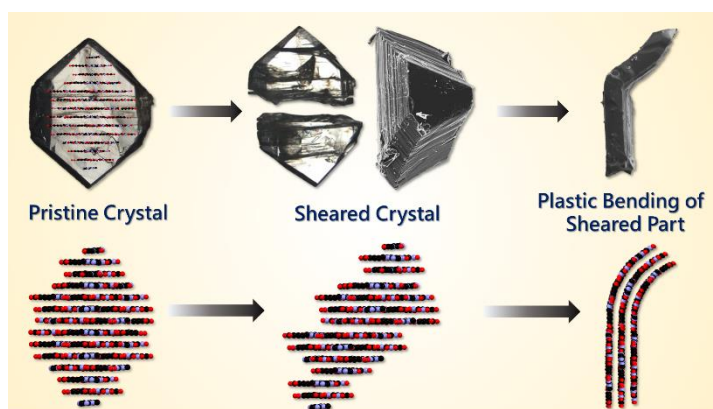 Pristine Crystal
Sheared Crystal
Plastic Bending of
Sheared Part